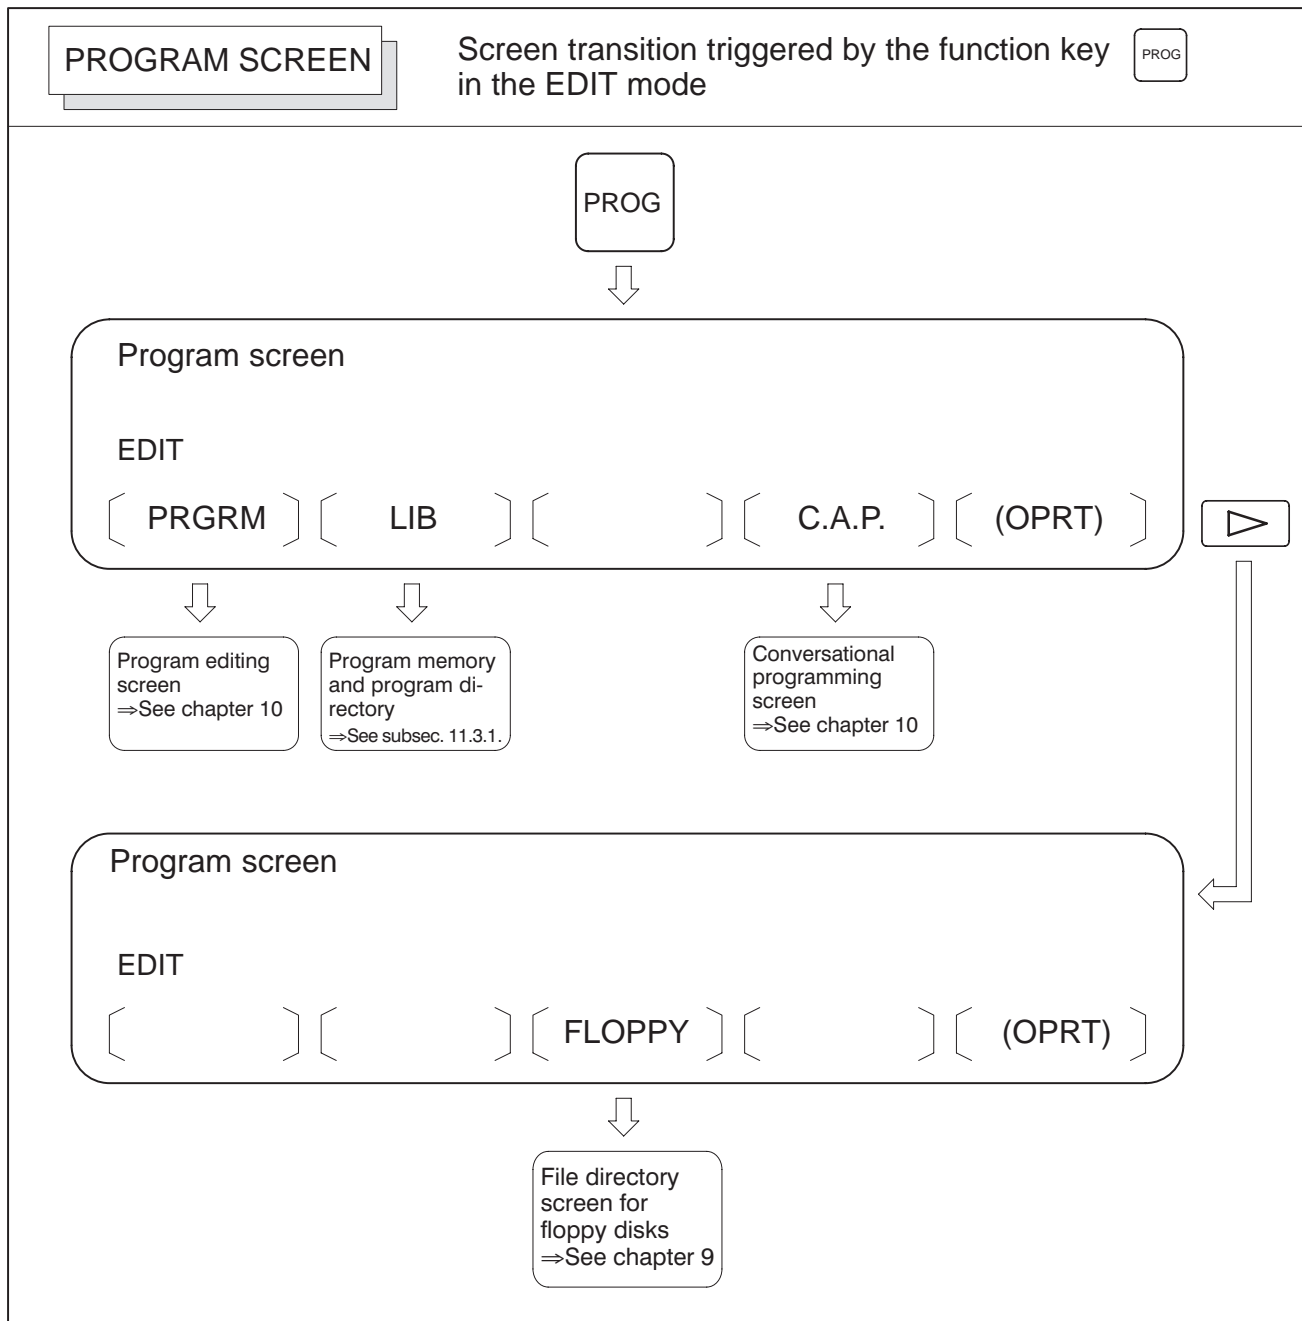 PROGRAM SCREEN
Screen transition triggered by the function key
in the EDIT mode
PROG
PROG
Program screen
EDIT
PRGRM LIB C.A.P. (OPRT)
Program editing
screen
⇒See chapter 10
Program memory
and program di-
rectory
⇒See subsec. 11.3.1.
Conversational
programming
screen
⇒See chapter 10
Program screen
EDIT
FLOPPY (OPRT)
File directory
screen for
floppy disks
⇒See chapter 9